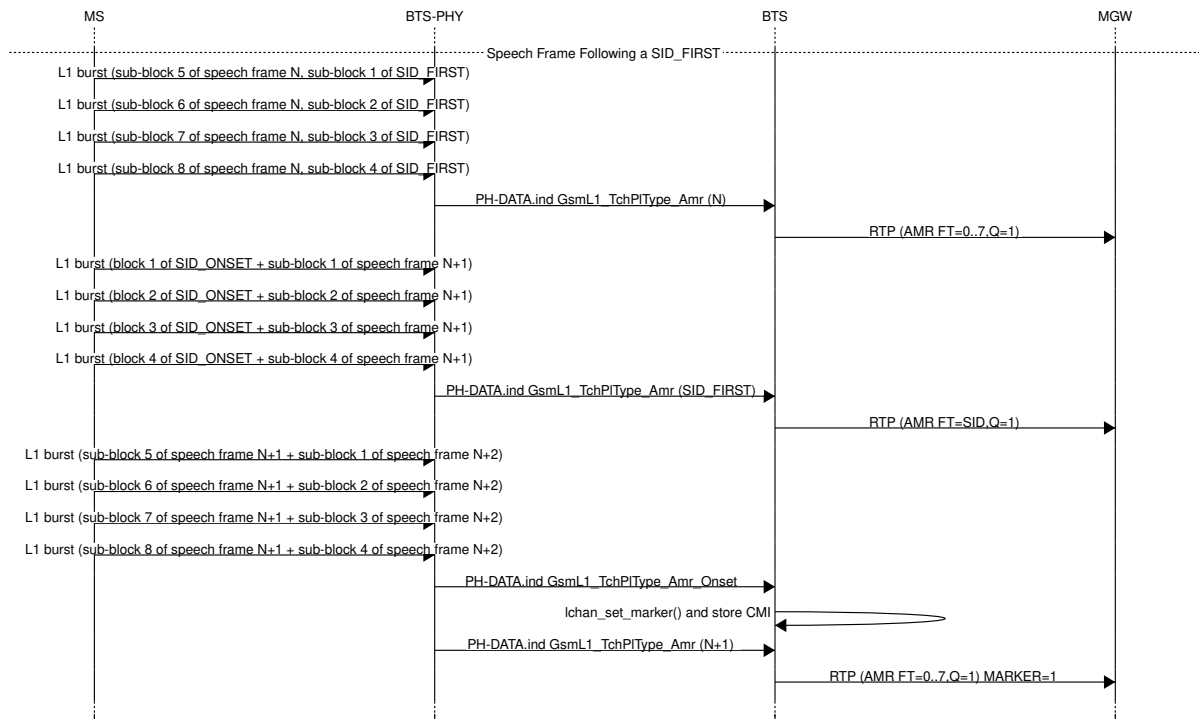 MS BTS-PHY BTS MGW
Speech Frame Following a SID_FIRST
L1 burst (sub-block 5 of speech frame N, sub-block 1 of SID_FIRST)
L1 burst (sub-block 6 of speech frame N, sub-block 2 of SID_FIRST)
L1 burst (sub-block 7 of speech frame N, sub-block 3 of SID_FIRST)
L1 burst (sub-block 8 of speech frame N, sub-block 4 of SID_FIRST)
PH-DATA.ind GsmL1_TchPlType_Amr (N)
RTP (AMR FT=0..7,Q=1)
L1 burst (block 1 of SID_ONSET + sub-block 1 of speech frame N+1)
L1 burst (block 2 of SID_ONSET + sub-block 2 of speech frame N+1)
L1 burst (block 3 of SID_ONSET + sub-block 3 of speech frame N+1)
L1 burst (block 4 of SID_ONSET + sub-block 4 of speech frame N+1)
PH-DATA.ind GsmL1_TchPlType_Amr (SID_FIRST)
RTP (AMR FT=SID,Q=1)
L1 burst (sub-block 5 of speech frame N+1 + sub-block 1 of speech frame N+2)
L1 burst (sub-block 6 of speech frame N+1 + sub-block 2 of speech frame N+2)
L1 burst (sub-block 7 of speech frame N+1 + sub-block 3 of speech frame N+2)
L1 burst (sub-block 8 of speech frame N+1 + sub-block 4 of speech frame N+2)
PH-DATA.ind GsmL1_TchPlType_Amr_Onset
lchan_set_marker() and store CMI
PH-DATA.ind GsmL1_TchPlType_Amr (N+1)
RTP (AMR FT=0..7,Q=1) MARKER=1